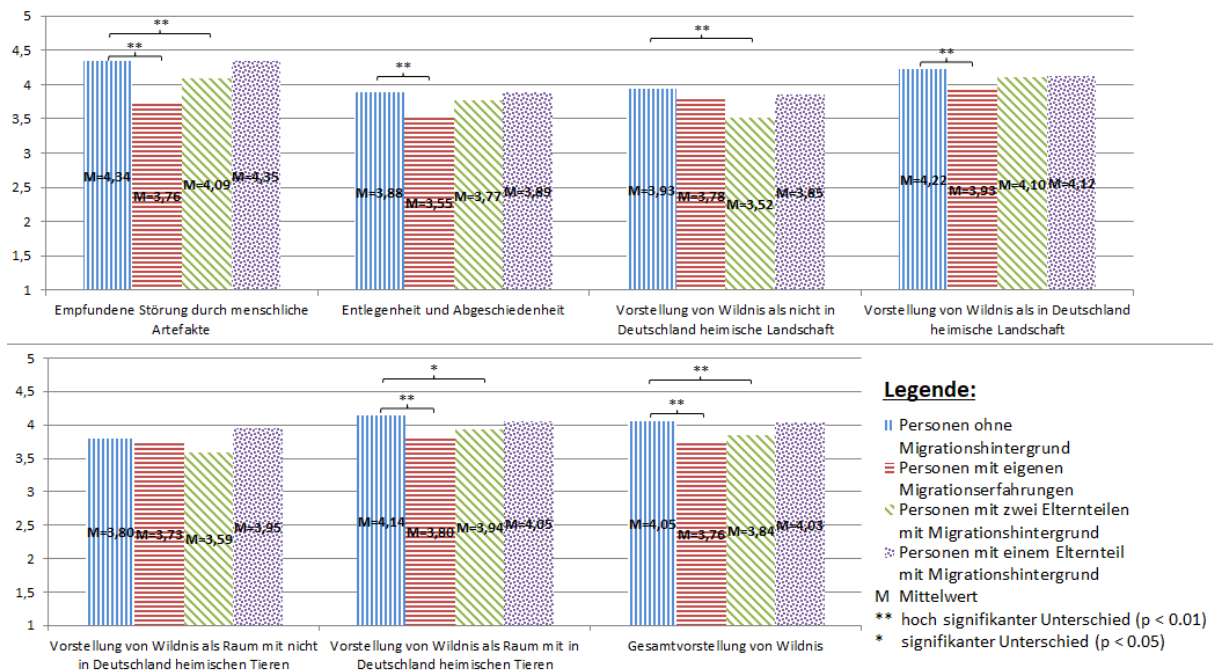 5
4,5
4
3,5
3
2,5
2
1,5
1
** ** ** ** **
M=4,34 M=3,76 M=4,09 M=4,35
M=3,88 M=3,55 M=3,77 M=3,89
M=3,93 M=3,78 M=3,52 M=3,85
M=4,22 M=3,93 M=4,10 M=4,12
Empfundene Störung durch menschliche
Artefakte
Entlegenheit und Abgeschiedenheit
Vorstellung von Wildnis als nicht in
Deutschland heimische Landschaft
Vorstellung von Wildnis als in Deutschland
heimische Landschaft
5
4,5
4
3,5
3
2,5
2
1,5
1
* ** ** **
M=3,80 M=3,73 M=3,59 M=3,95
M=4,14 M=3,80 M=3,94 M=4,05
M=4,05 M=3,76 M=3,84 M=4,03
Vorstellung von Wildnis als Raum mit nicht
in Deutschland heimischen Tieren
Vorstellung von Wildnis als Raum mit in
Deutschland heimischen Tieren
Gesamtvorstellung von Wildnis
Legende:
Personen ohne
Migrationshintergrund
Personen mit eigenen
Migrationserfahrungen
Personen mit zwei Elternteilen
mit Migrationshintergrund
Personen mit einem Elternteil
mit Migrationshintergrund
M Mittelwert
** hoch signifikanter Unterschied (p < 0.01)
* signifikanter Unterschied (p < 0.05)